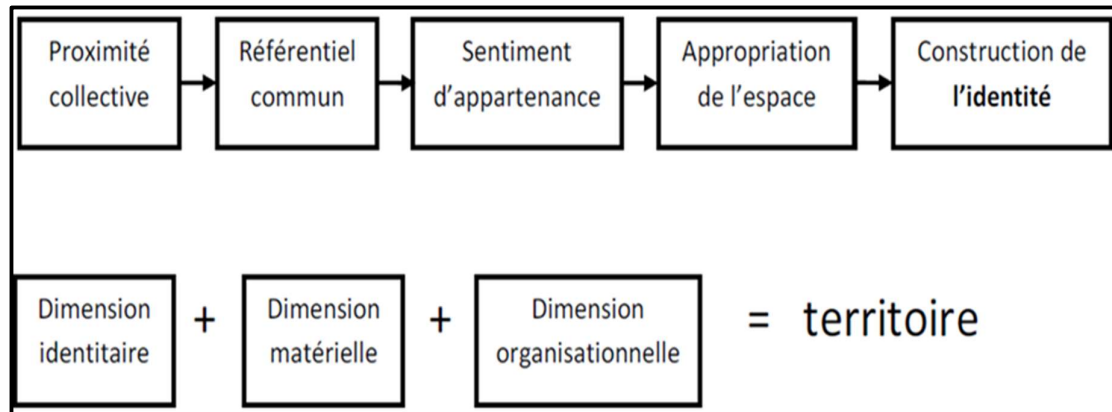 Proximité
collective
Référentiel
commun
Sentiment
d'appartenance
Appropriation
de l'espace
Construction de
l'identité
Dimension
identitaire
+
Dimension
matérielle
+
Dimension
organisationnelle
= territoire